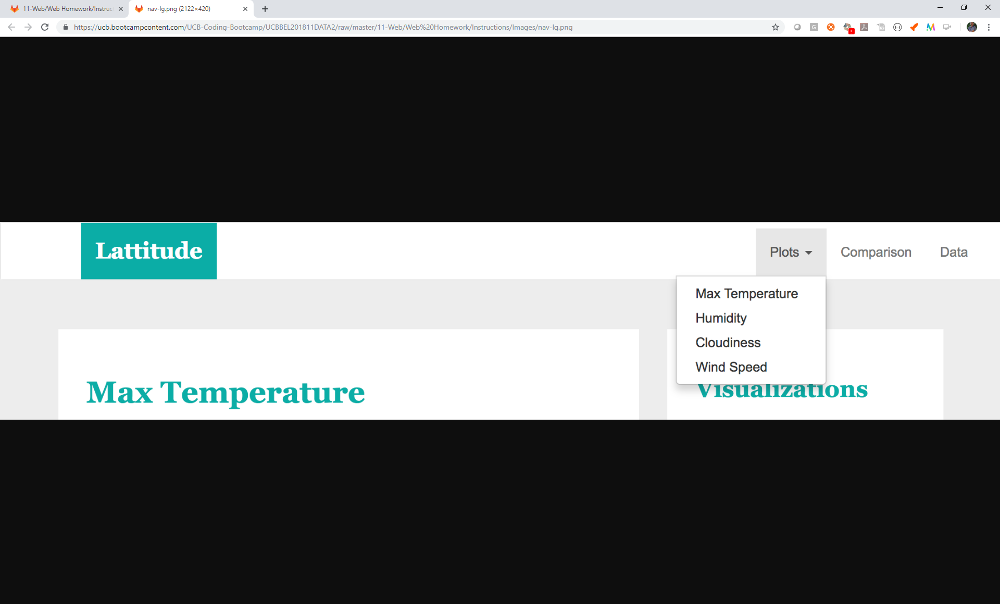 11-Web/Web Homework/Instruc
nav-lg.png (2122×420)
https://ucb.bootcampcontent.com/UCB-Coding-Bootcamp/UCBBEL201811DATA2/raw/master/11-Web/Web%20Homework/Instructions/Images/nav-lg.png
Lattitude
Plots
Comparison
Data
Max Temperature
Humidity
Cloudiness
Wind Speed
Max Temperature
Visualizations